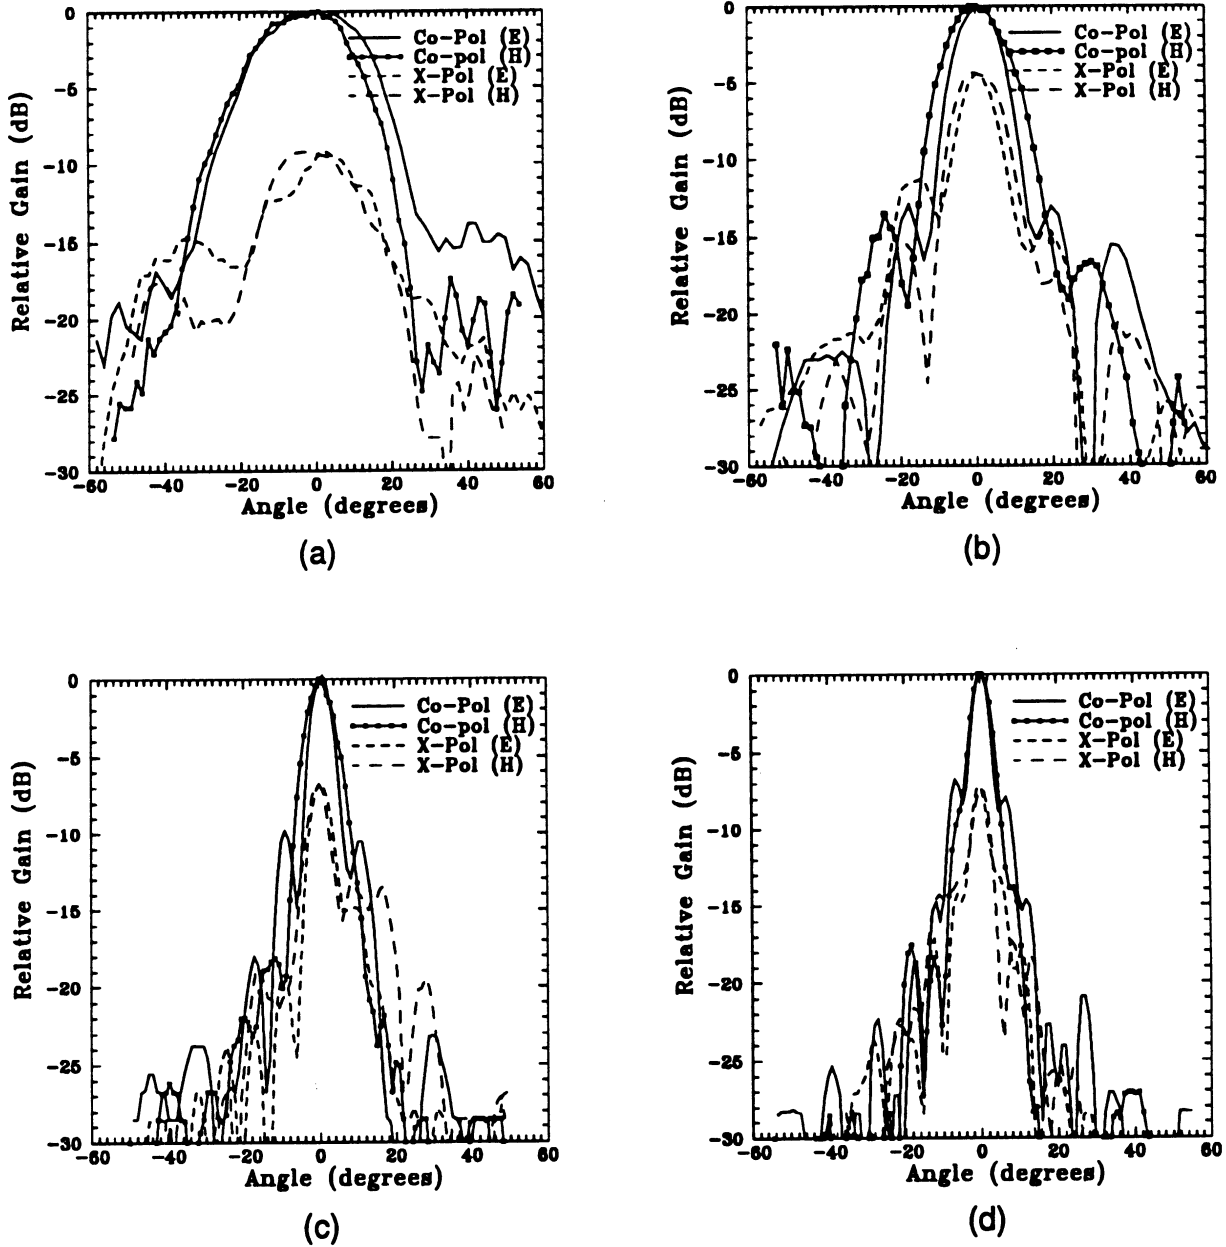 0
-5
-10
-15
-20
-25
-30
Relative Gain (dB)
Co-Pol (E)
Co-pol (H)
X-Pol (E)
X-Pol (H)
-60 -40 -20 0 20 40 60
Angle (degrees)
(a)
0
-5
-10
-15
-20
-25
-30
Relative Gain (dB)
Co-Pol (E)
Co-pol (H)
X-Pol (E)
X-Pol (H)
-60 -40 -20 0 20 40 60
Angle (degrees)
(b)
0
-5
-10
-15
-20
-25
-30
Relative Gain (dB)
Co-Pol (E)
Co-pol (H)
X-Pol (E)
X-Pol (H)
-60 -40 -20 0 20 40 60
Angle (degrees)
(c)
0
-5
-10
-15
-20
-25
-30
Relative Gain (dB)
Co-Pol (E)
Co-pol (H)
X-Pol (E)
X-Pol (H)
-60 -40 -20 0 20 40 60
Angle (degrees)
(d)